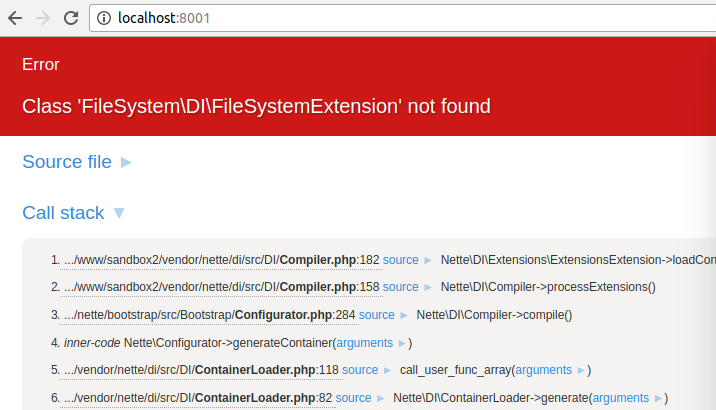 localhost:8001
Error
Class 'FileSystem\DI\FileSystemExtension' not found
Source file ►
Call stack ▼
1. .../www/sandbox2/vendor/nette/di/src/DI/Compiler.php:182 source ► Nette\DI\Extensions\ExtensionsExtension->loadCon
2. .../www/sandbox2/vendor/nette/di/src/DI/Compiler.php:158 source ► Nette\DI\Compiler->processExtensions()
3. .../nette/bootstrap/src/Bootstrap/Configurator.php:284 source ► Nette\DI\Compiler->compile()
4. inner-code Nette\Configurator->generateContainer(arguments ►)
5. .../vendor/nette/di/src/DI/ContainerLoader.php:118 source ► call_user_func_array(arguments ►)
6. .../vendor/nette/di/src/DI/ContainerLoader.php:82 source ► Nette\DI\ContainerLoader->generate(arguments ►)